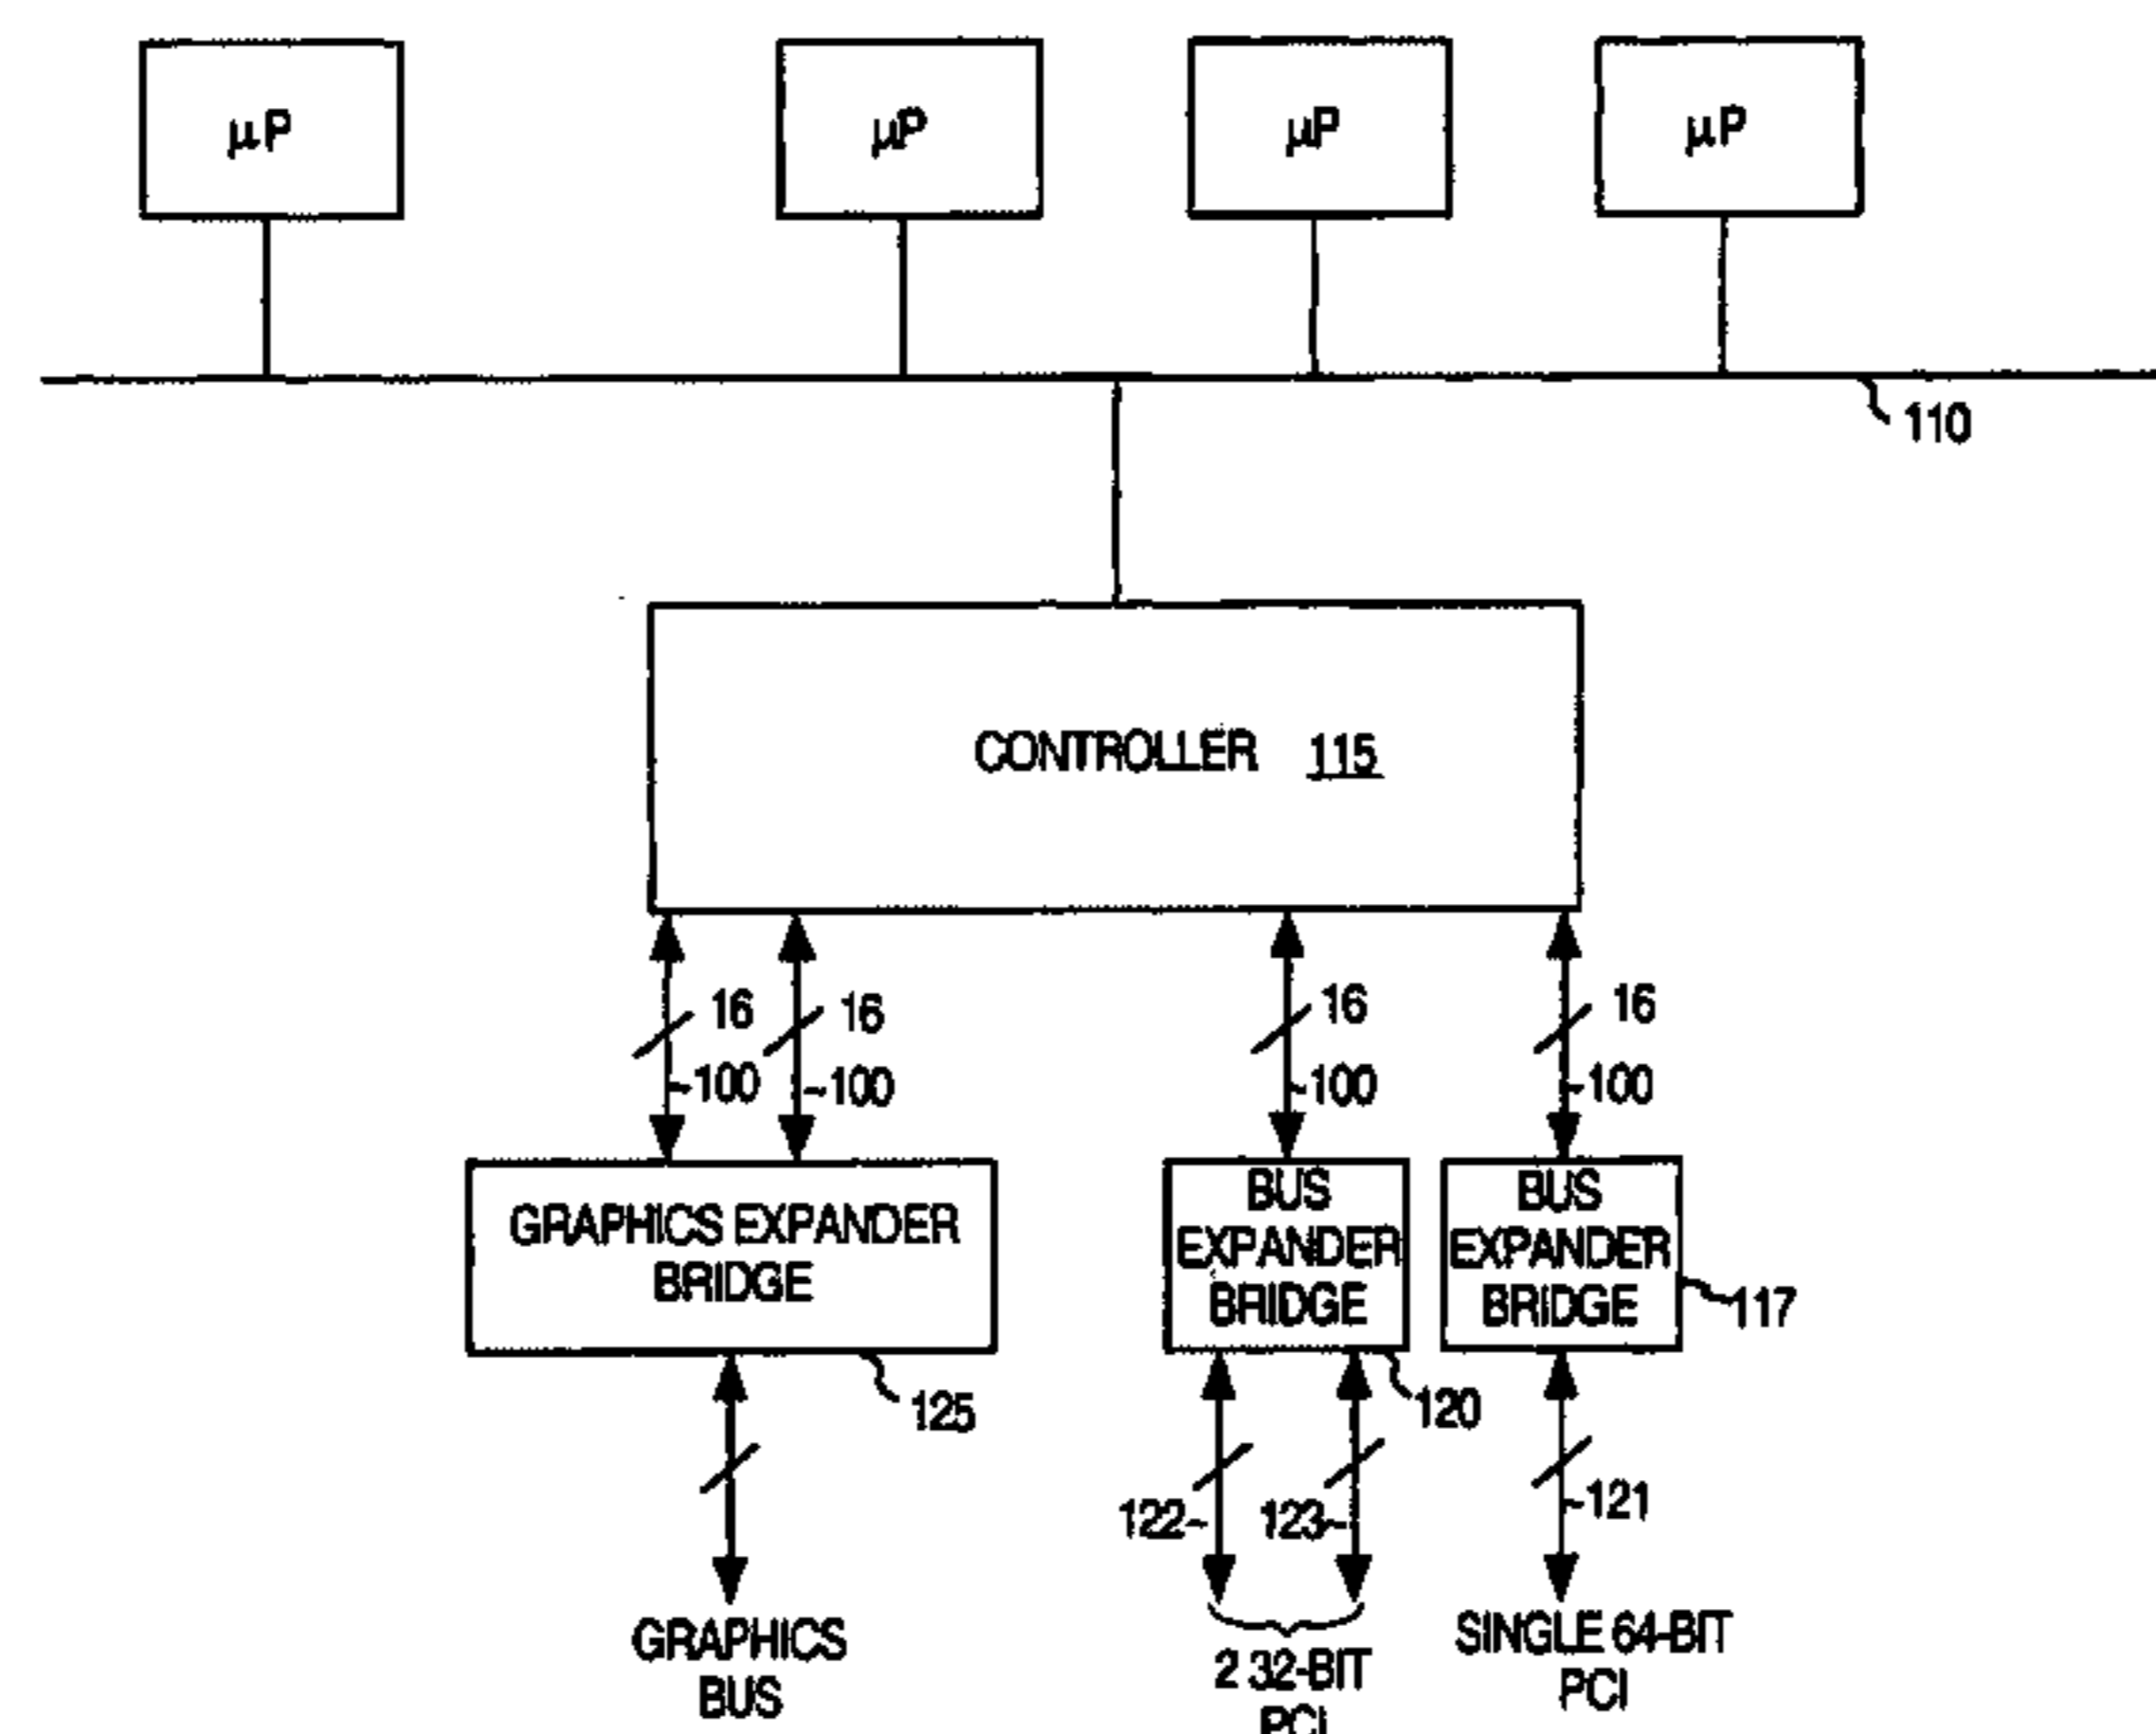 µP
µP
µP
µP
110
CONTROLLER 115
16
16
16
16
100
100
100
100
GRAPHICS EXPANDER
BRIDGE
BUS
EXPANDER
BRIDGE
BUS
EXPANDER
BRIDGE
117
125
120
122
123
121
GRAPHICS
BUS
2 32-BIT
PCI
SINGLE 64-BIT
PCI